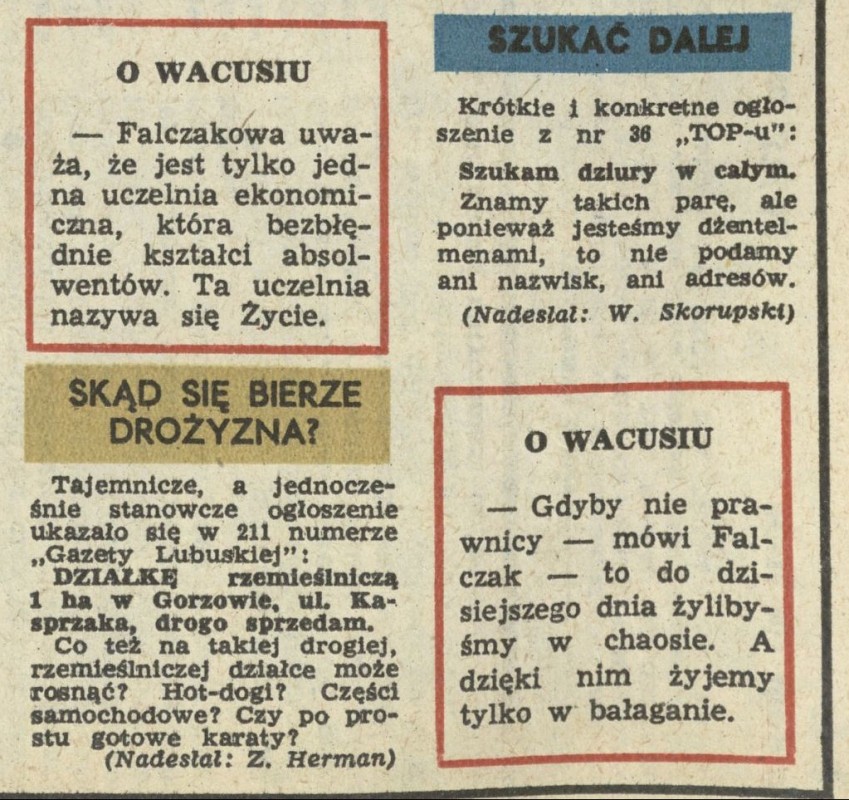 O WACUSIU
— Falczakowa uwa-
ża, że jest tylko jed-
na uczelnia ekonomi-
czna, która bezbłę-
dnie kształci absol-
wentów. Ta uczelnia
nazywa się Życie.
SKĄD SIĘ BIERZE
DROŻYZNA?
Tajemnicze, a jednocze-
śnie stanowcze ogłoszenie
ukazało się w 211 numerze
„Gazety Lubuskiej":
DZIAŁKĘ rzemieślniczą
1 ha w Gorzowie, ul. Ka-
sprzaka, drogo sprzedam.
Co też na takiej drogiej,
rzemieślniczej działce może
rosnąć? Hot-dogi? Części
samochodowe? Czy po pro-
stu gotowe karaty?
(Nadesłał: Z. Herman)
SZUKAĆ DALEJ
Krótkie i konkretne ogło-
szenie z nr 36 „TOP-u":
Szukam dziury w całym.
Znamy takich parę, ale
ponieważ jesteśmy dżentel-
menami, to nie podamy
ani nazwisk, ani adresów.
(Nadesłał: W. Skorupski)
O WACUSIU
— Gdyby nie pra-
wnicy — mówi Fal-
czak — to do dzi-
siejszego dnia żyliby-
śmy w chaosie. A
dzięki nim żyjemy
tylko w bałaganie.